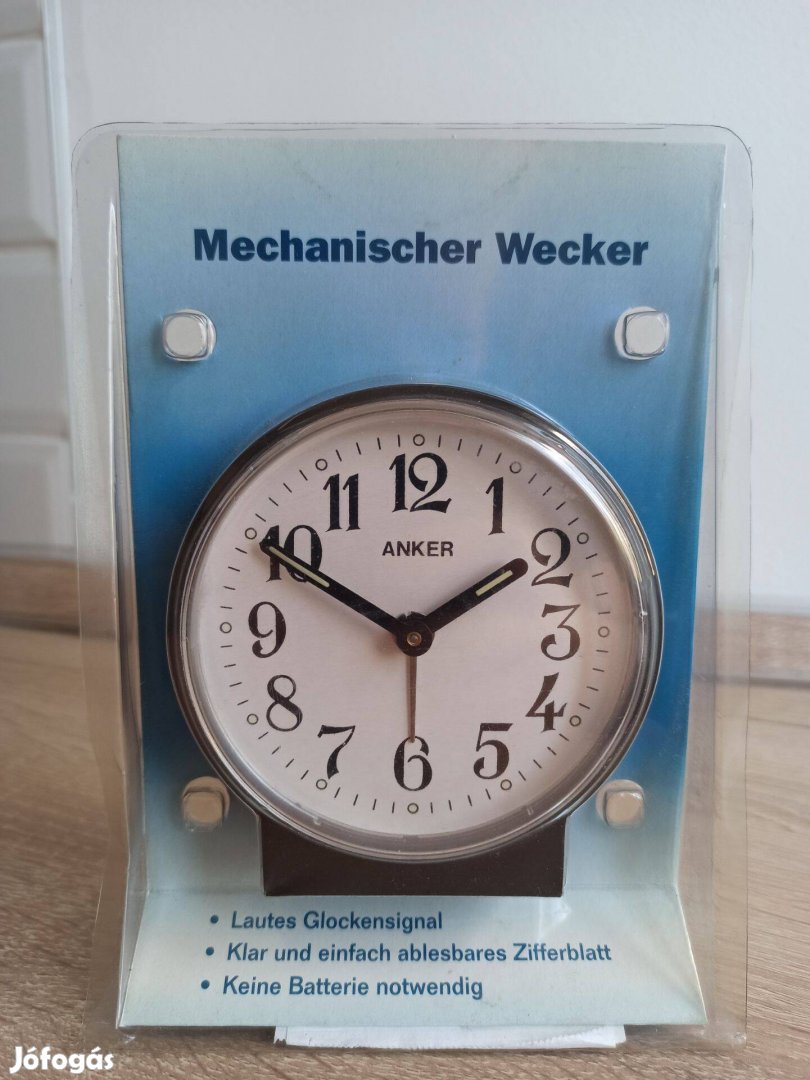 Mechanischer Wecker
12
11 1
10 2
ANKER
9 3
8 4
7 5
6
• Lautes Glockensignal
• Klar und einfach ablesbares Zifferblatt
• Keine Batterie notwendig
Jófogás